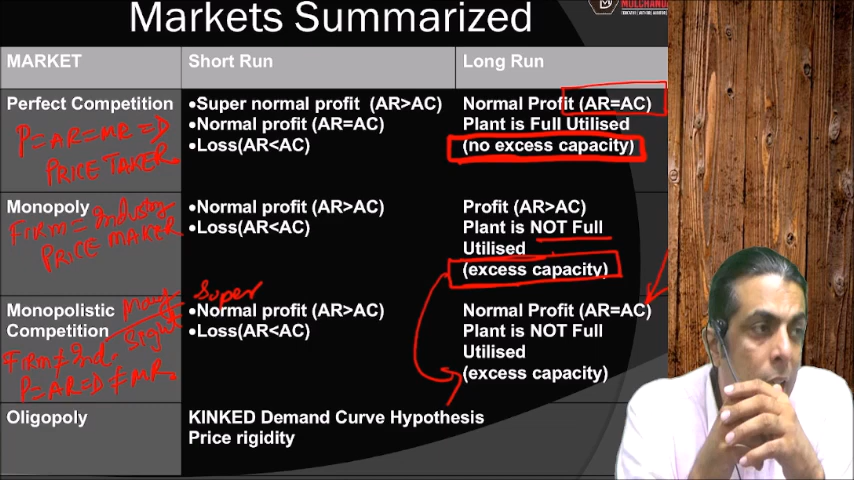 Markets Summarized
MULCHANDA
MARKET
Short Run
Long Run
Perfect Competition
P=AR=MR=D
PRICE TAKER
•Super normal profit (AR>AC)
•Normal profit (AR=AC)
•Loss(AR<AC)
Normal Profit (AR=AC)
Plant is Full Utilised
(no excess capacity)
Monopoly
FIRM = Industry
PRICE MAKER
•Normal profit (AR>AC)
•Loss(AR<AC)
Profit (AR>AC)
Plant is NOT Full
Utilised
(excess capacity)
Monopolistic
Competition
Slight
Firm ≠ Ind.
P=AR=D ≠ MR
Super
•Normal profit (AR>AC)
•Loss(AR<AC)
Normal Profit (AR=AC)
Plant is NOT Full
Utilised
(excess capacity)
Oligopoly
KINKED Demand Curve Hypothesis
Price rigidity